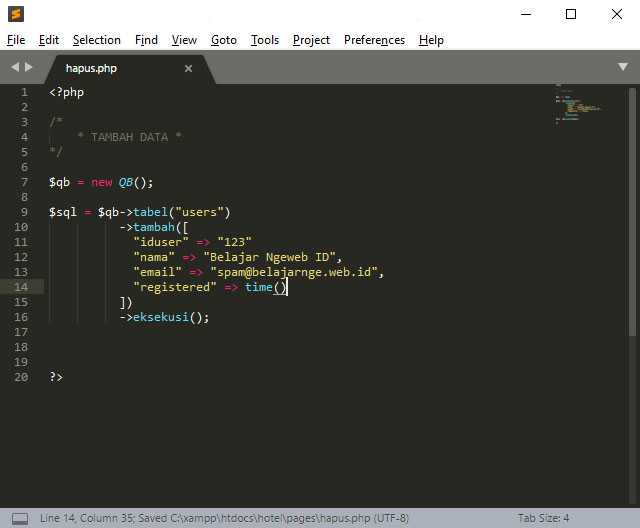 File Edit Selection Find View Goto Tools Project Preferences Help
hapus.php
1 <?php
2
3 /*
4     * TAMBAH DATA *
5 */
6
7 $qb = new QB();
8
9 $sql = $qb->tabel("users")
10           ->tambah([
11             "iduser" => "123"
12             "nama" => "Belajar Ngeweb ID",
13             "email" => "spam@belajarnge.web.id",
14             "registered" => time()
15           ])
16           ->eksekusi();
17
18
19
20 ?>
Line 14, Column 35; Saved C:\xampp\htdocs\hotel\pages\hapus.php (UTF-8) Tab Size: 4